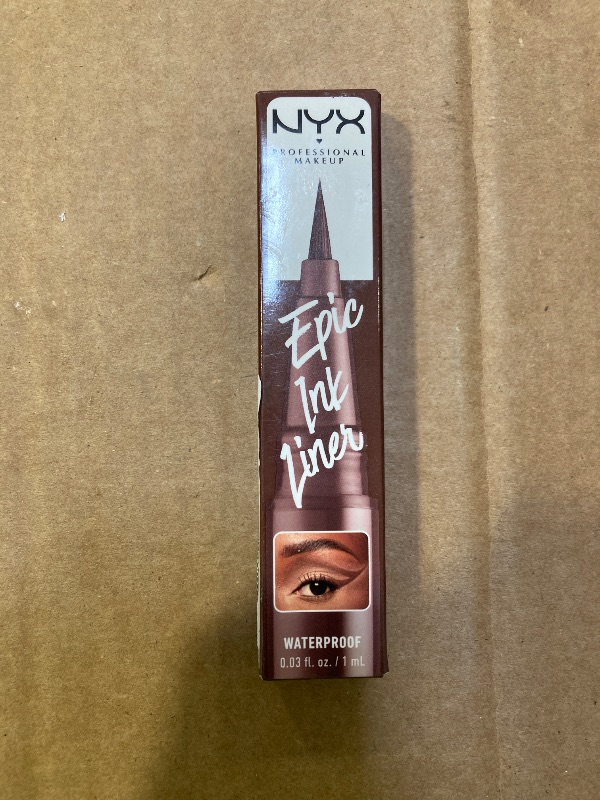 NYX
PROFESSIONAL
MAKEUP
Epic
Ink
Liner
WATERPROOF
0.03 fl. oz. / 1 mL